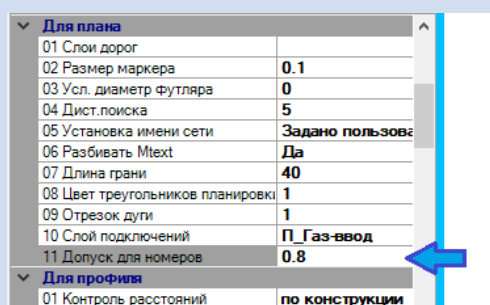 Для плана
01 Слои дорог
02 Размер маркера 0.1
03 Усл. диаметр футляра 0
04 Дист.поиска 5
05 Установка имени сети Задано пользова
06 Разбивать Mtext Да
07 Длина грани 40
08 Цвет треугольников планировкı 1
09 Отрезок дуги 1
10 Слой подключений П_Газ-ввод
11 Допуск для номеров 0.8
Для профиля
01 Контроль расстояний по конструкции